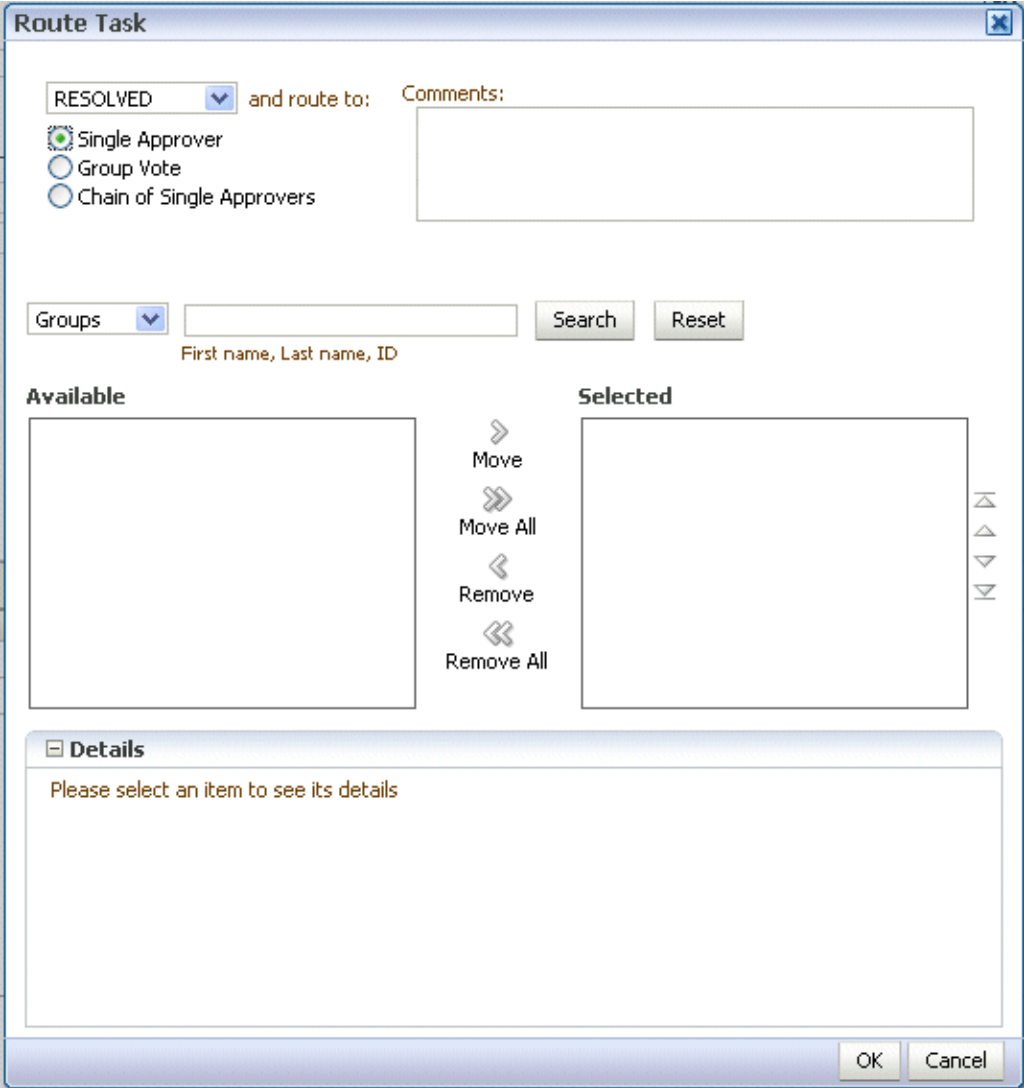 Route Task
RESOLVED and route to: Comments:
Single Approver
Group Vote
Chain of Single Approvers
Groups Search Reset
First name, Last name, ID
Available Selected
Move
Move All
Remove
Remove All
Details
Please select an item to see its details
OK Cancel